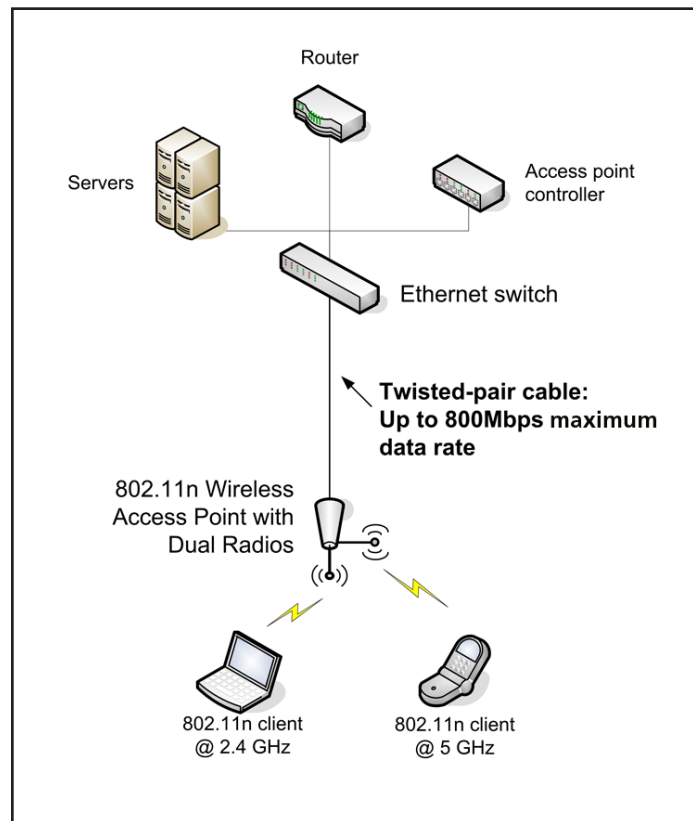 Router
Servers
Access point
controller
Ethernet switch
Twisted-pair cable:
Up to 800Mbps maximum
data rate
802.11n Wireless
Access Point with
Dual Radios
802.11n client
@ 2.4 GHz
802.11n client
@ 5 GHz